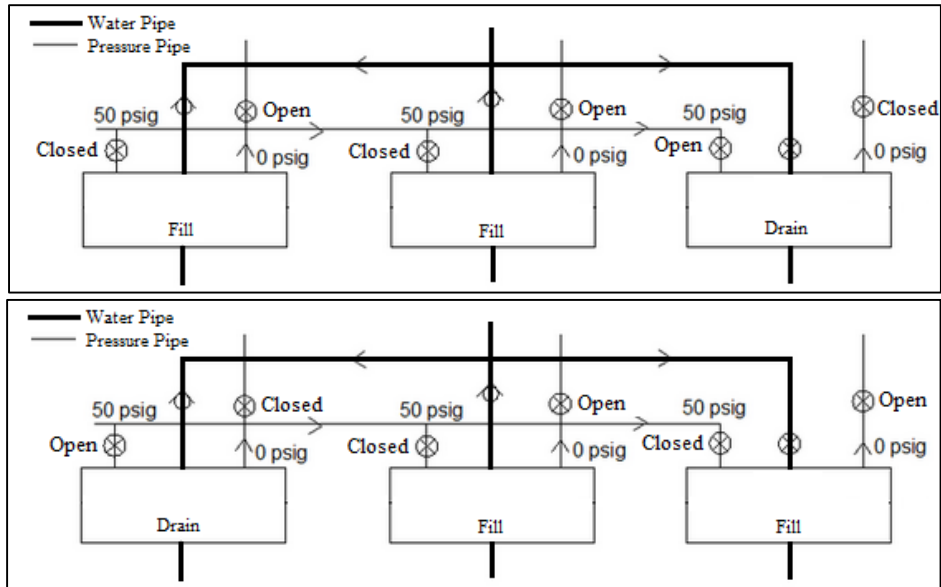 Water Pipe
Pressure Pipe
50 psig
Open
50 psig
Open
50 psig
Closed
Closed
0 psig
Closed
0 psig
Open
0 psig
Fill
Fill
Drain
Water Pipe
Pressure Pipe
50 psig
Closed
50 psig
Open
50 psig
Open
Open
0 psig
Closed
0 psig
Closed
0 psig
Drain
Fill
Fill